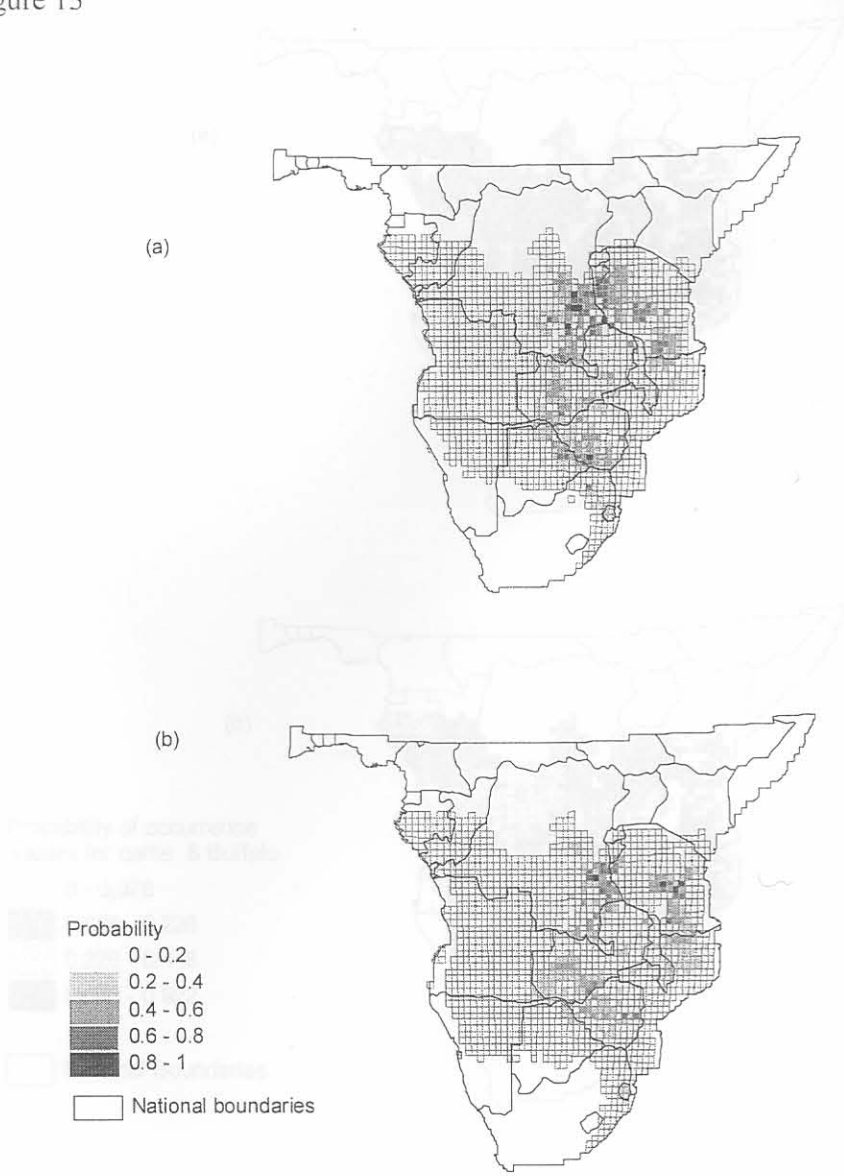 gure 15
(a)
(b)
Probability
0 - 0.2
0.2 - 0.4
0.4 - 0.6
0.6 - 0.8
0.8 - 1
National boundaries